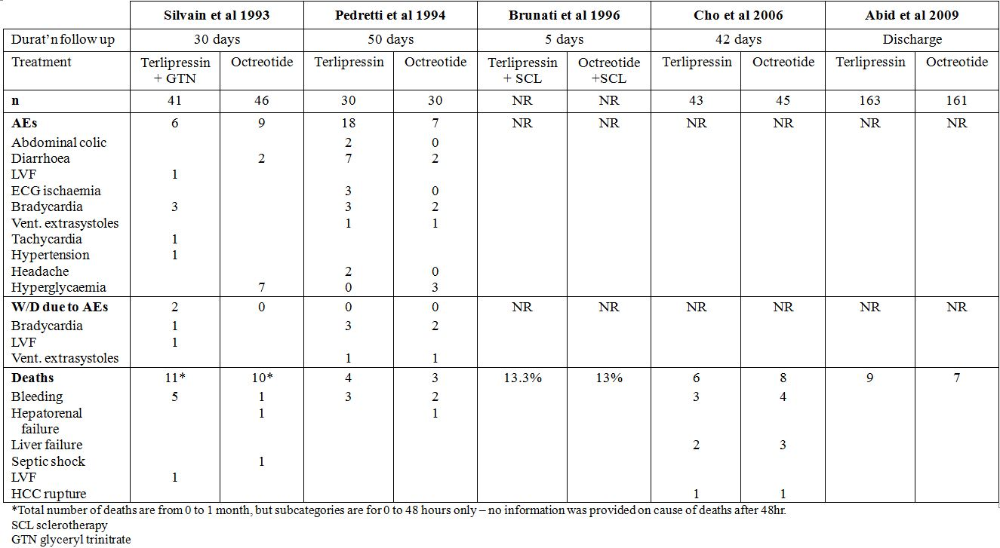 Silvain et al 1993 Pedretti et al 1994 Brunati et al 1996 Cho et al 2006 Abid et al 2009
Durat'n follow up 30 days 50 days 5 days 42 days Discharge
Treatment Terlipressin + GTN Octreotide Terlipressin Octreotide Terlipressin + SCL Octreotide +SCL Terlipressin Octreotide Terlipressin Octreotide
n 41 46 30 30 NR NR 43 45 163 161
AEs 6 9 18 7 NR NR NR NR NR NR
Abdominal colic 2 0
Diarrhoea 2 7 2
LVF 1
ECG ischaemia 3 0
Bradycardia 3 3 2
Vent. extrasystoles 1 1
Tachycardia 1
Hypertension 1
Headache 2 0
Hyperglycaemia 7 0 3
W/D due to AEs 2 0 0 0 NR NR NR NR NR NR
Bradycardia 1 3 2
LVF 1
Vent. extrasystoles 1 1
Deaths 11* 10* 4 3 13.3% 13% 6 8 9 7
Bleeding 5 1 3 2 3 4
Hepatorenal 1 1
failure
Liver failure 2 3
Septic shock 1
LVF 1
HCC rupture 1 1
*Total number of deaths are from 0 to 1 month, but subcategories are for 0 to 48 hours only – no information was provided on cause of deaths after 48hr.
SCL sclerotherapy
GTN glyceryl trinitrate